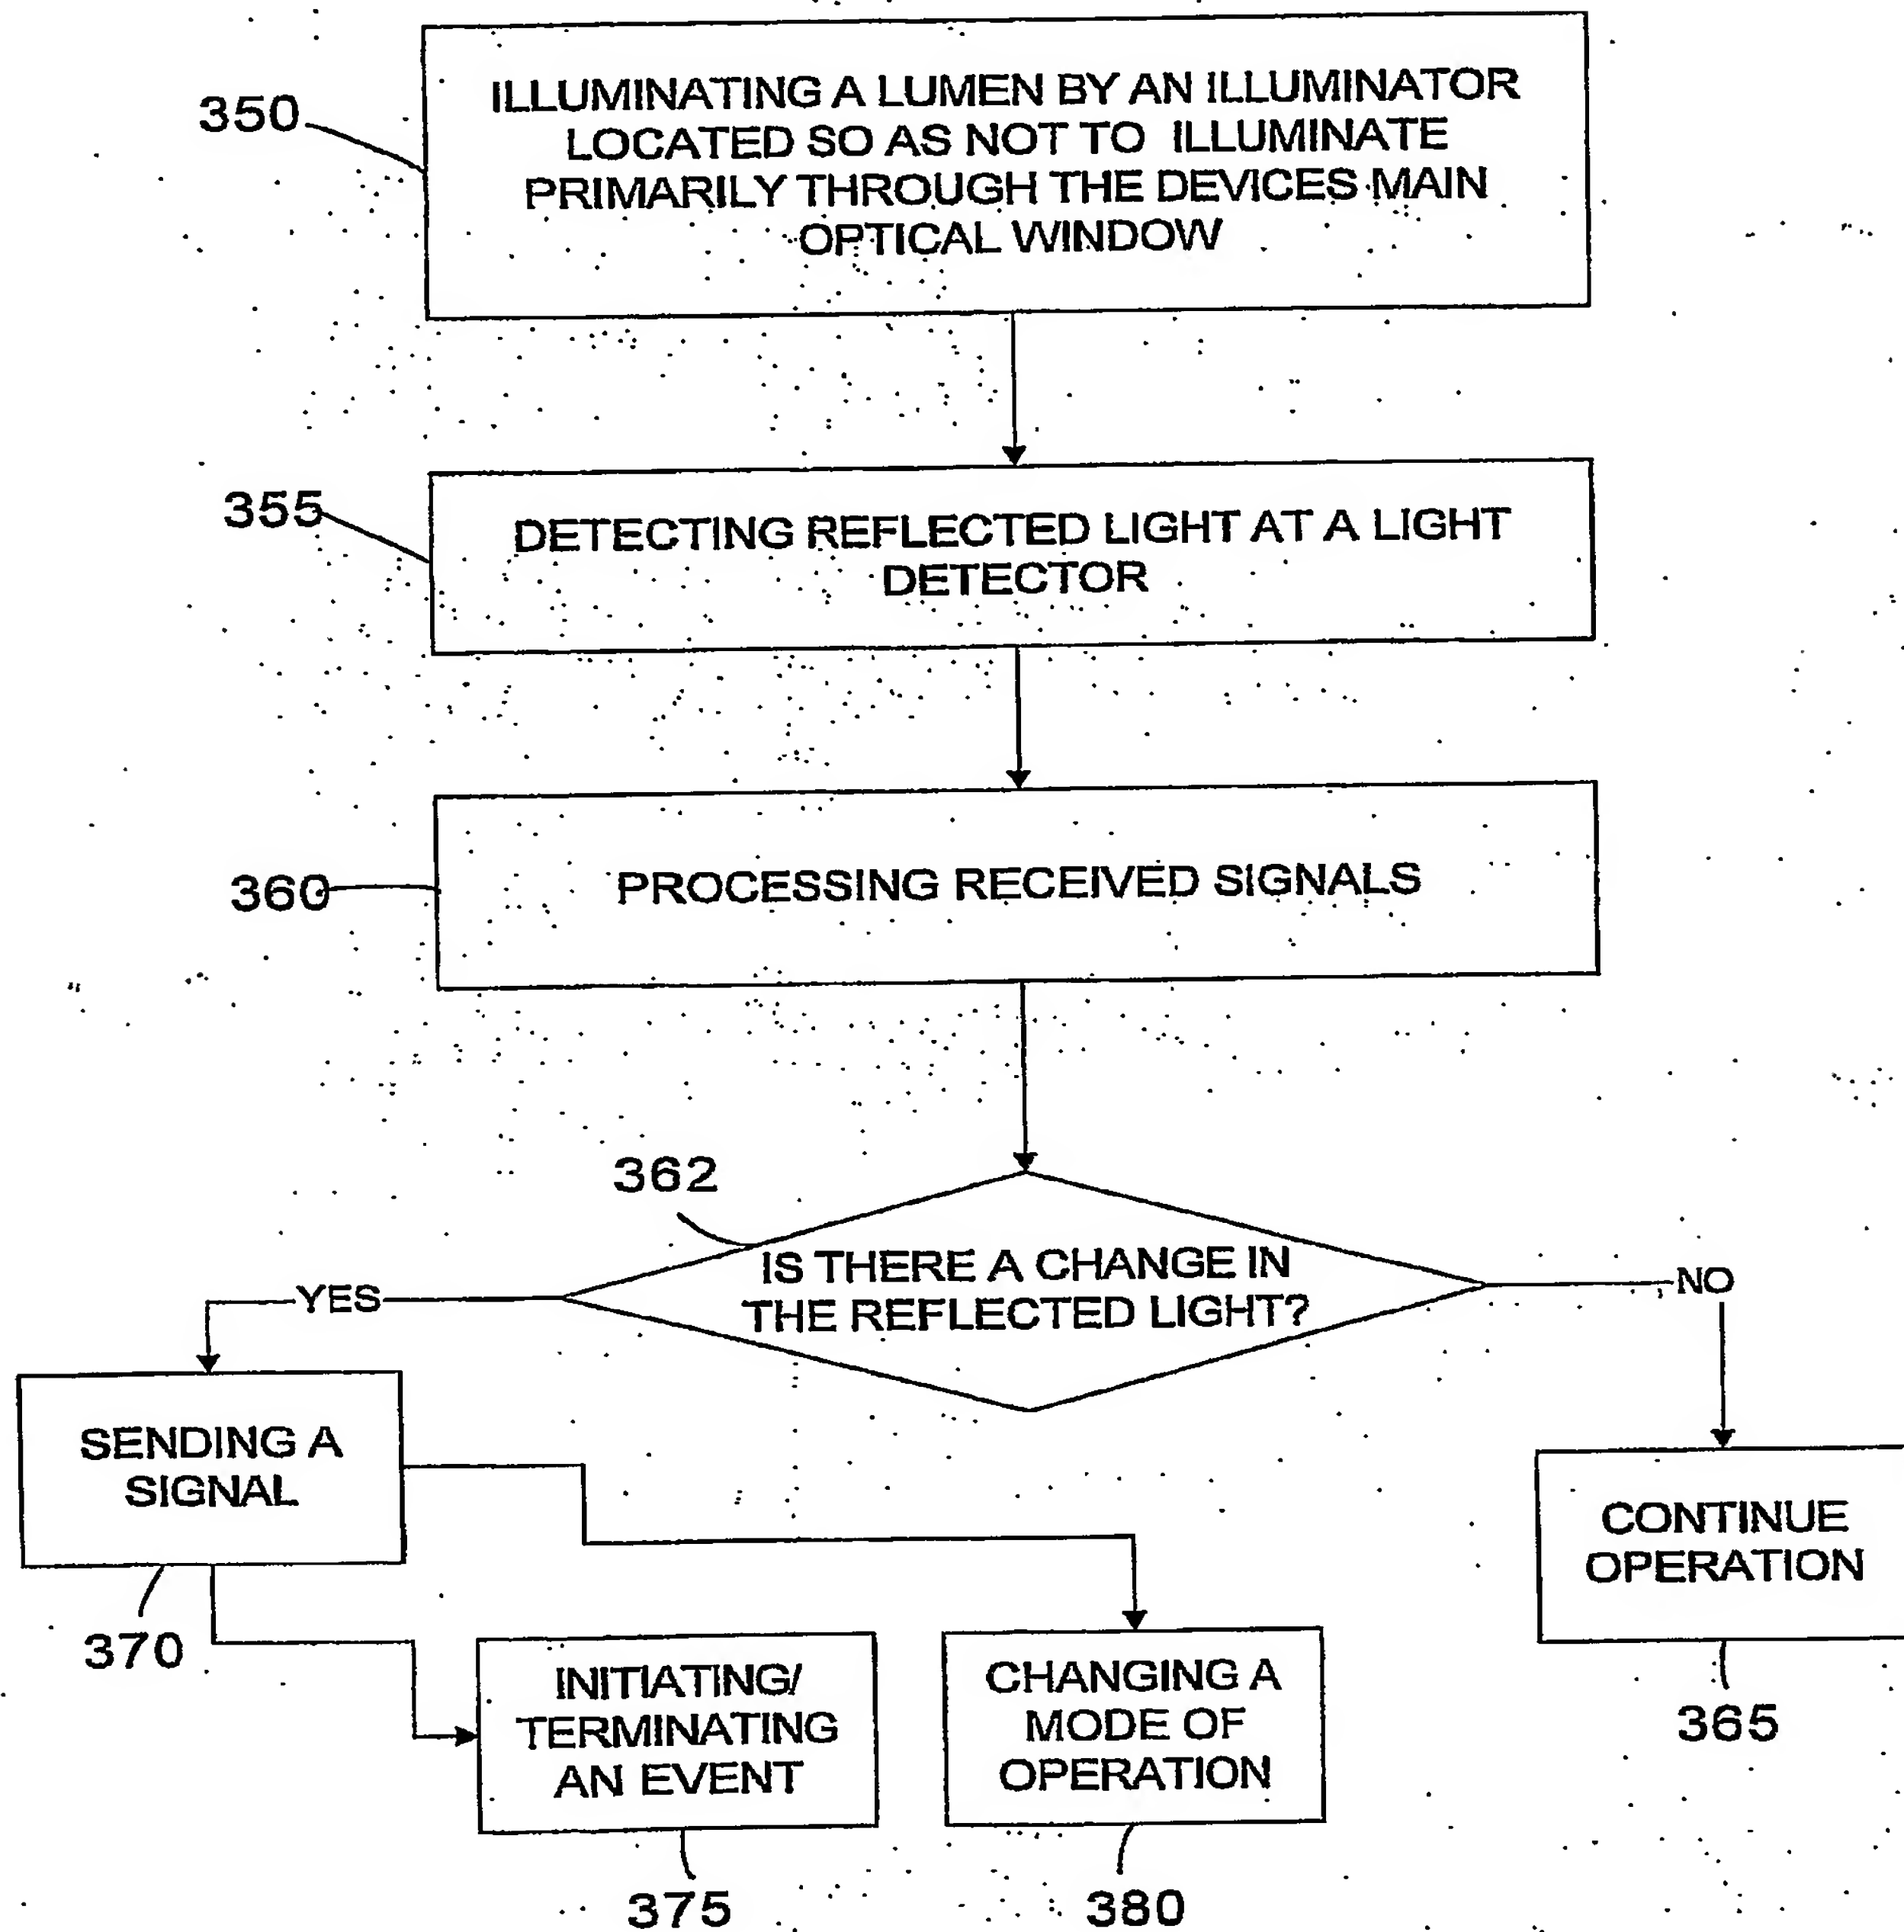 350
ILLUMINATING A LUMEN BY AN ILLUMINATOR
LOCATED SO AS NOT TO ILLUMINATE
PRIMARILY THROUGH THE DEVICES MAIN
OPTICAL WINDOW
355
DETECTING REFLECTED LIGHT AT A LIGHT
DETECTOR
360
PROCESSING RECEIVED SIGNALS
362
IS THERE A CHANGE IN
THE REFLECTED LIGHT?
YES
NO
SENDING A
SIGNAL
370
CONTINUE
OPERATION
365
INITIATING/
TERMINATING
AN EVENT
375
CHANGING A
MODE OF
OPERATION
380